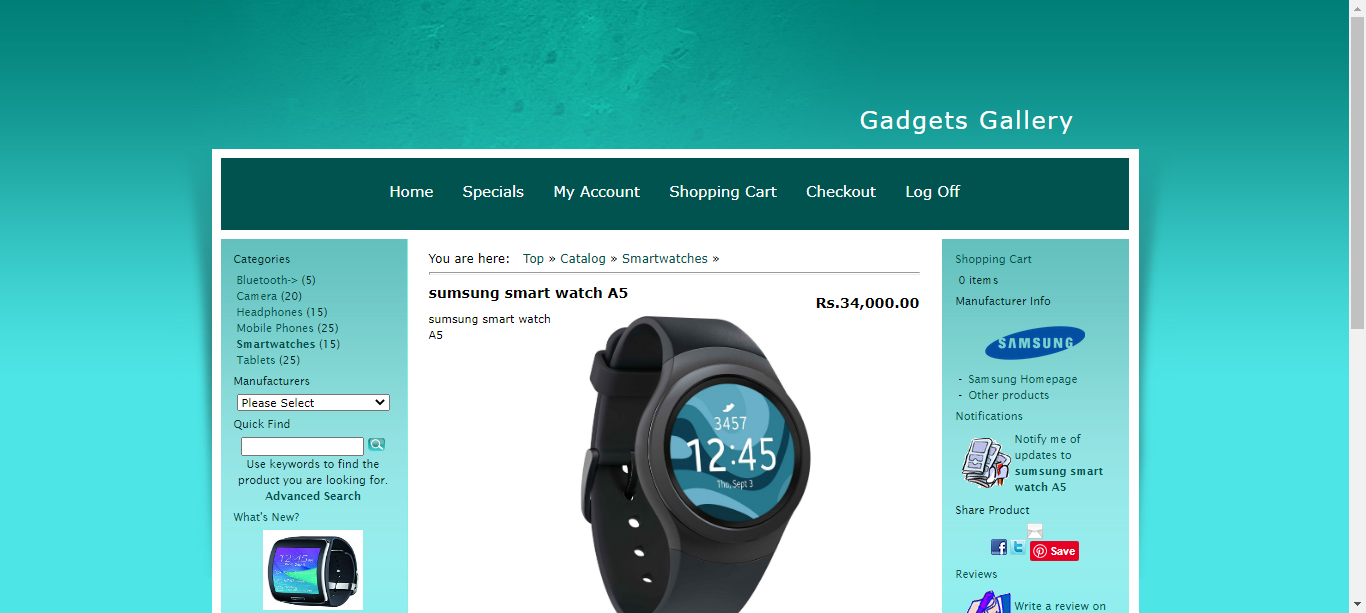 Gadgets Gallery
Home Specials My Account Shopping Cart Checkout Log Off
Categories
Bluetooth-> (5)
Camera (20)
Headphones (15)
Mobile Phones (25)
Smartwatches (15)
Tablets (25)
Manufacturers
Please Select
Quick Find
Use keywords to find the
product you are looking for.
Advanced Search
What's New?
You are here: Top » Catalog » Smartwatches »
sumsung smart watch A5
Rs.34,000.00
sumsung smart watch
A5
3457
12:45
Thu, Sept 3
Shopping Cart
0 items
Manufacturer Info
SAMSUNG
- Samsung Homepage
- Other products
Notifications
Notify me of
updates to
sumsung smart
watch A5
Share Product
Save
Reviews
Write a review on